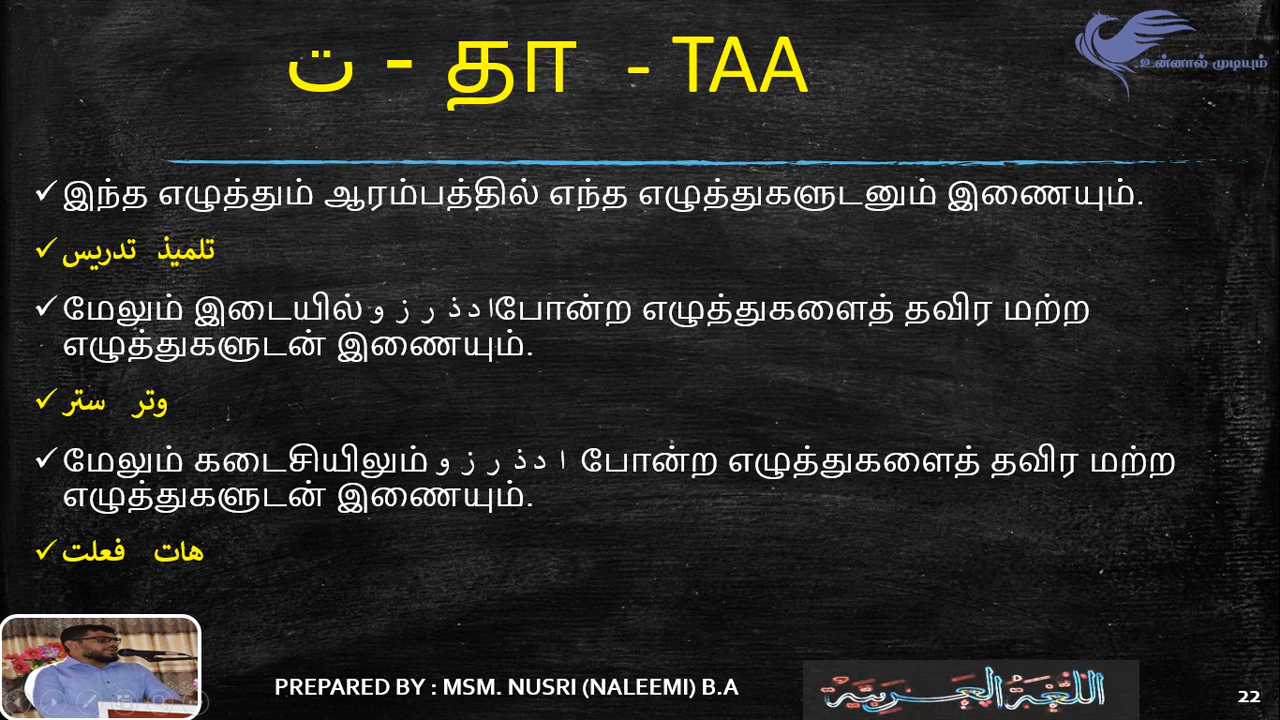 ت - தா - TAA
உன்னால் முடியும்
இந்த எழுத்தும் ஆரம்பத்தில் எந்த எழுத்துகளுடனும் இணையும்.
تلميذ تدريس
மேலும் இடையில் ا د ذ ر ز و போன்ற எழுத்துகளைத் தவிர மற்ற
எழுத்துகளுடன் இணையும்.
وتر ستر
மேலும் கடைசியிலும் ا د ذ ر ز و போன்ற எழுத்துகளைத் தவிர மற்ற
எழுத்துகளுடன் இணையும்.
هات فعلت
PREPARED BY : MSM. NUSRI (NALEEMI) B.A
اللُّغَةُ العَرَبِيَّةُ
22